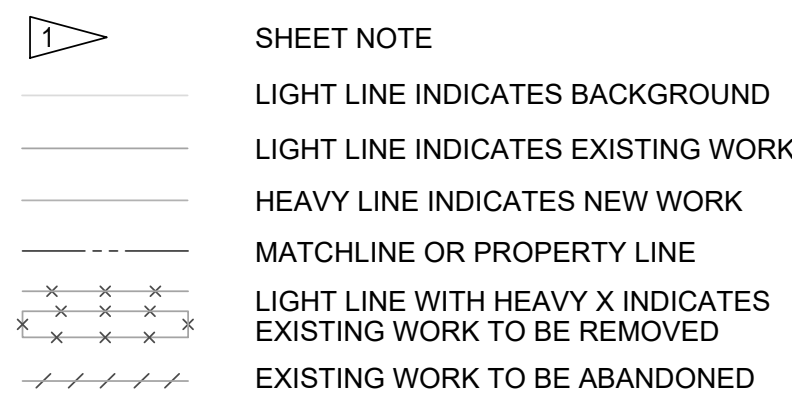 1 SHEET NOTE
LIGHT LINE INDICATES BACKGROUND
LIGHT LINE INDICATES EXISTING WORK
HEAVY LINE INDICATES NEW WORK
MATCHLINE OR PROPERTY LINE
LIGHT LINE WITH HEAVY X INDICATES
EXISTING WORK TO BE REMOVED
EXISTING WORK TO BE ABANDONED